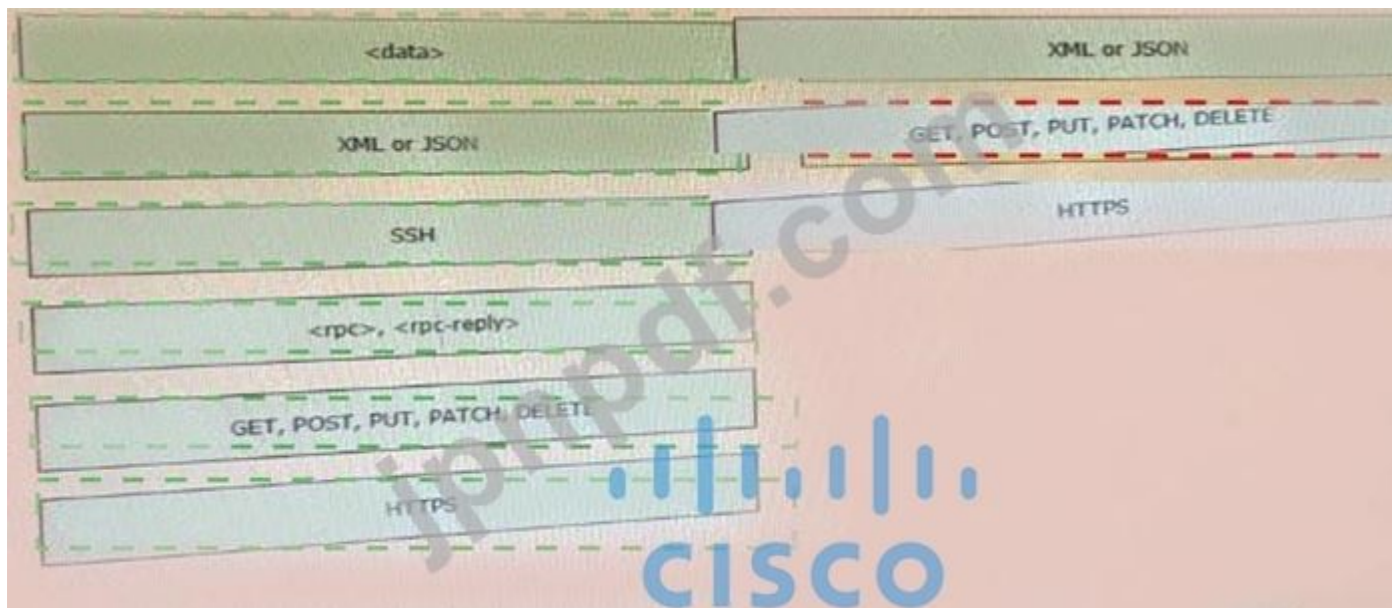 <data>
XML or JSON
XML or JSON
GET, POST, PUT, PATCH, DELETE
SSH
HTTPS
<rpc>, <rpc-reply>
GET, POST, PUT, PATCH, DELETE
HTTPS
jpnpdf.com
CISCO